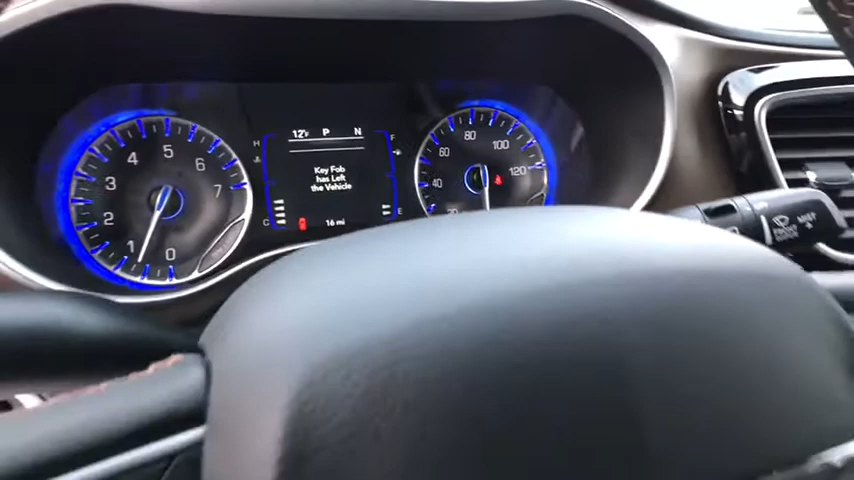 12°F P N
Key Fob
has Left
the Vehicle
16 mi
H
C
F
E
0
1
2
3
4
5
6
7
40
60
80
100
120
FRONT
MIST